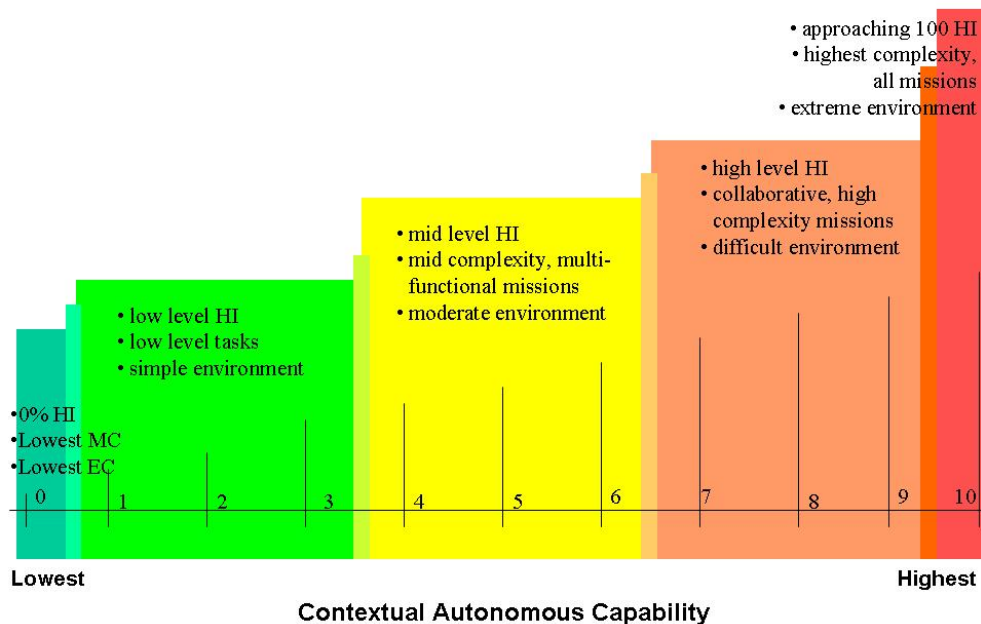 • approaching 100 HI
• highest complexity,
all missions
• extreme environment
• high level HI
• collaborative, high
complexity missions
• difficult environment
• mid level HI
• mid complexity, multi-
functional missions
• moderate environment
• low level HI
• low level tasks
• simple environment
•0% HI
•Lowest MC
•Lowest EC
0 1 2 3 4 5 6 7 8 9 10
Lowest Highest
Contextual Autonomous Capability